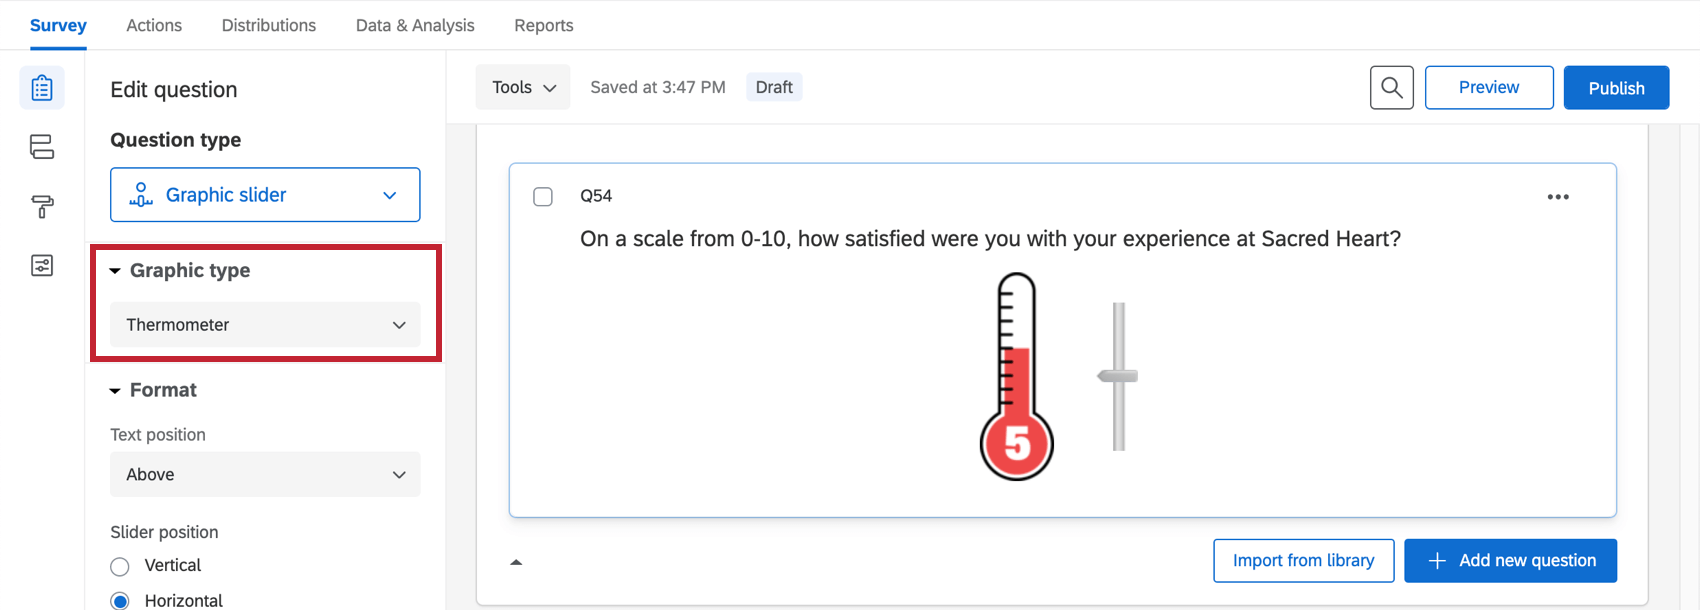 Survey Actions Distributions Data & Analysis Reports
Edit question
Question type
Graphic slider
Graphic type
Thermometer
Format
Text position
Above
Slider position
Vertical
Horizontal
Tools Saved at 3:47 PM Draft Preview Publish
Q54
On a scale from 0-10, how satisfied were you with your experience at Sacred Heart?
5
Import from library Add new question